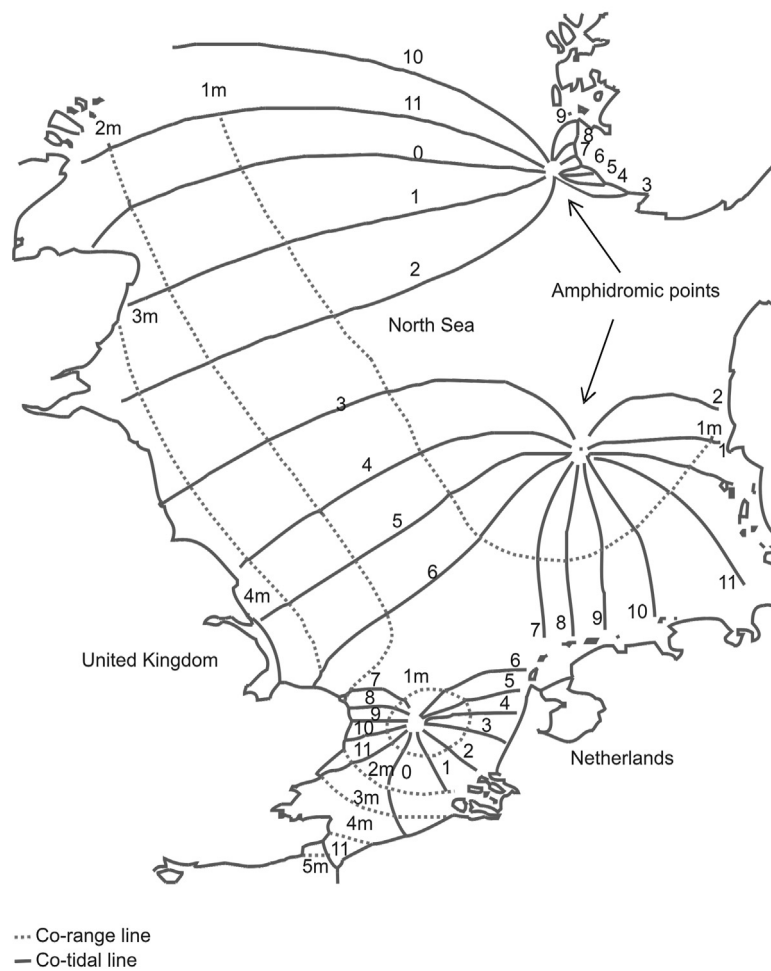 10
1m
11
2m
9
8
7
6
5
4
3
0
1
2
Amphidromic points
3m
North Sea
3
2
1m
1
4
5
6
4m
11
7
8
9
10
United Kingdom
7
1m
6
8
5
9
4
10
3
11
2
Netherlands
2m
0
1
3m
4m
11
5m
Co-range line
Co-tidal line